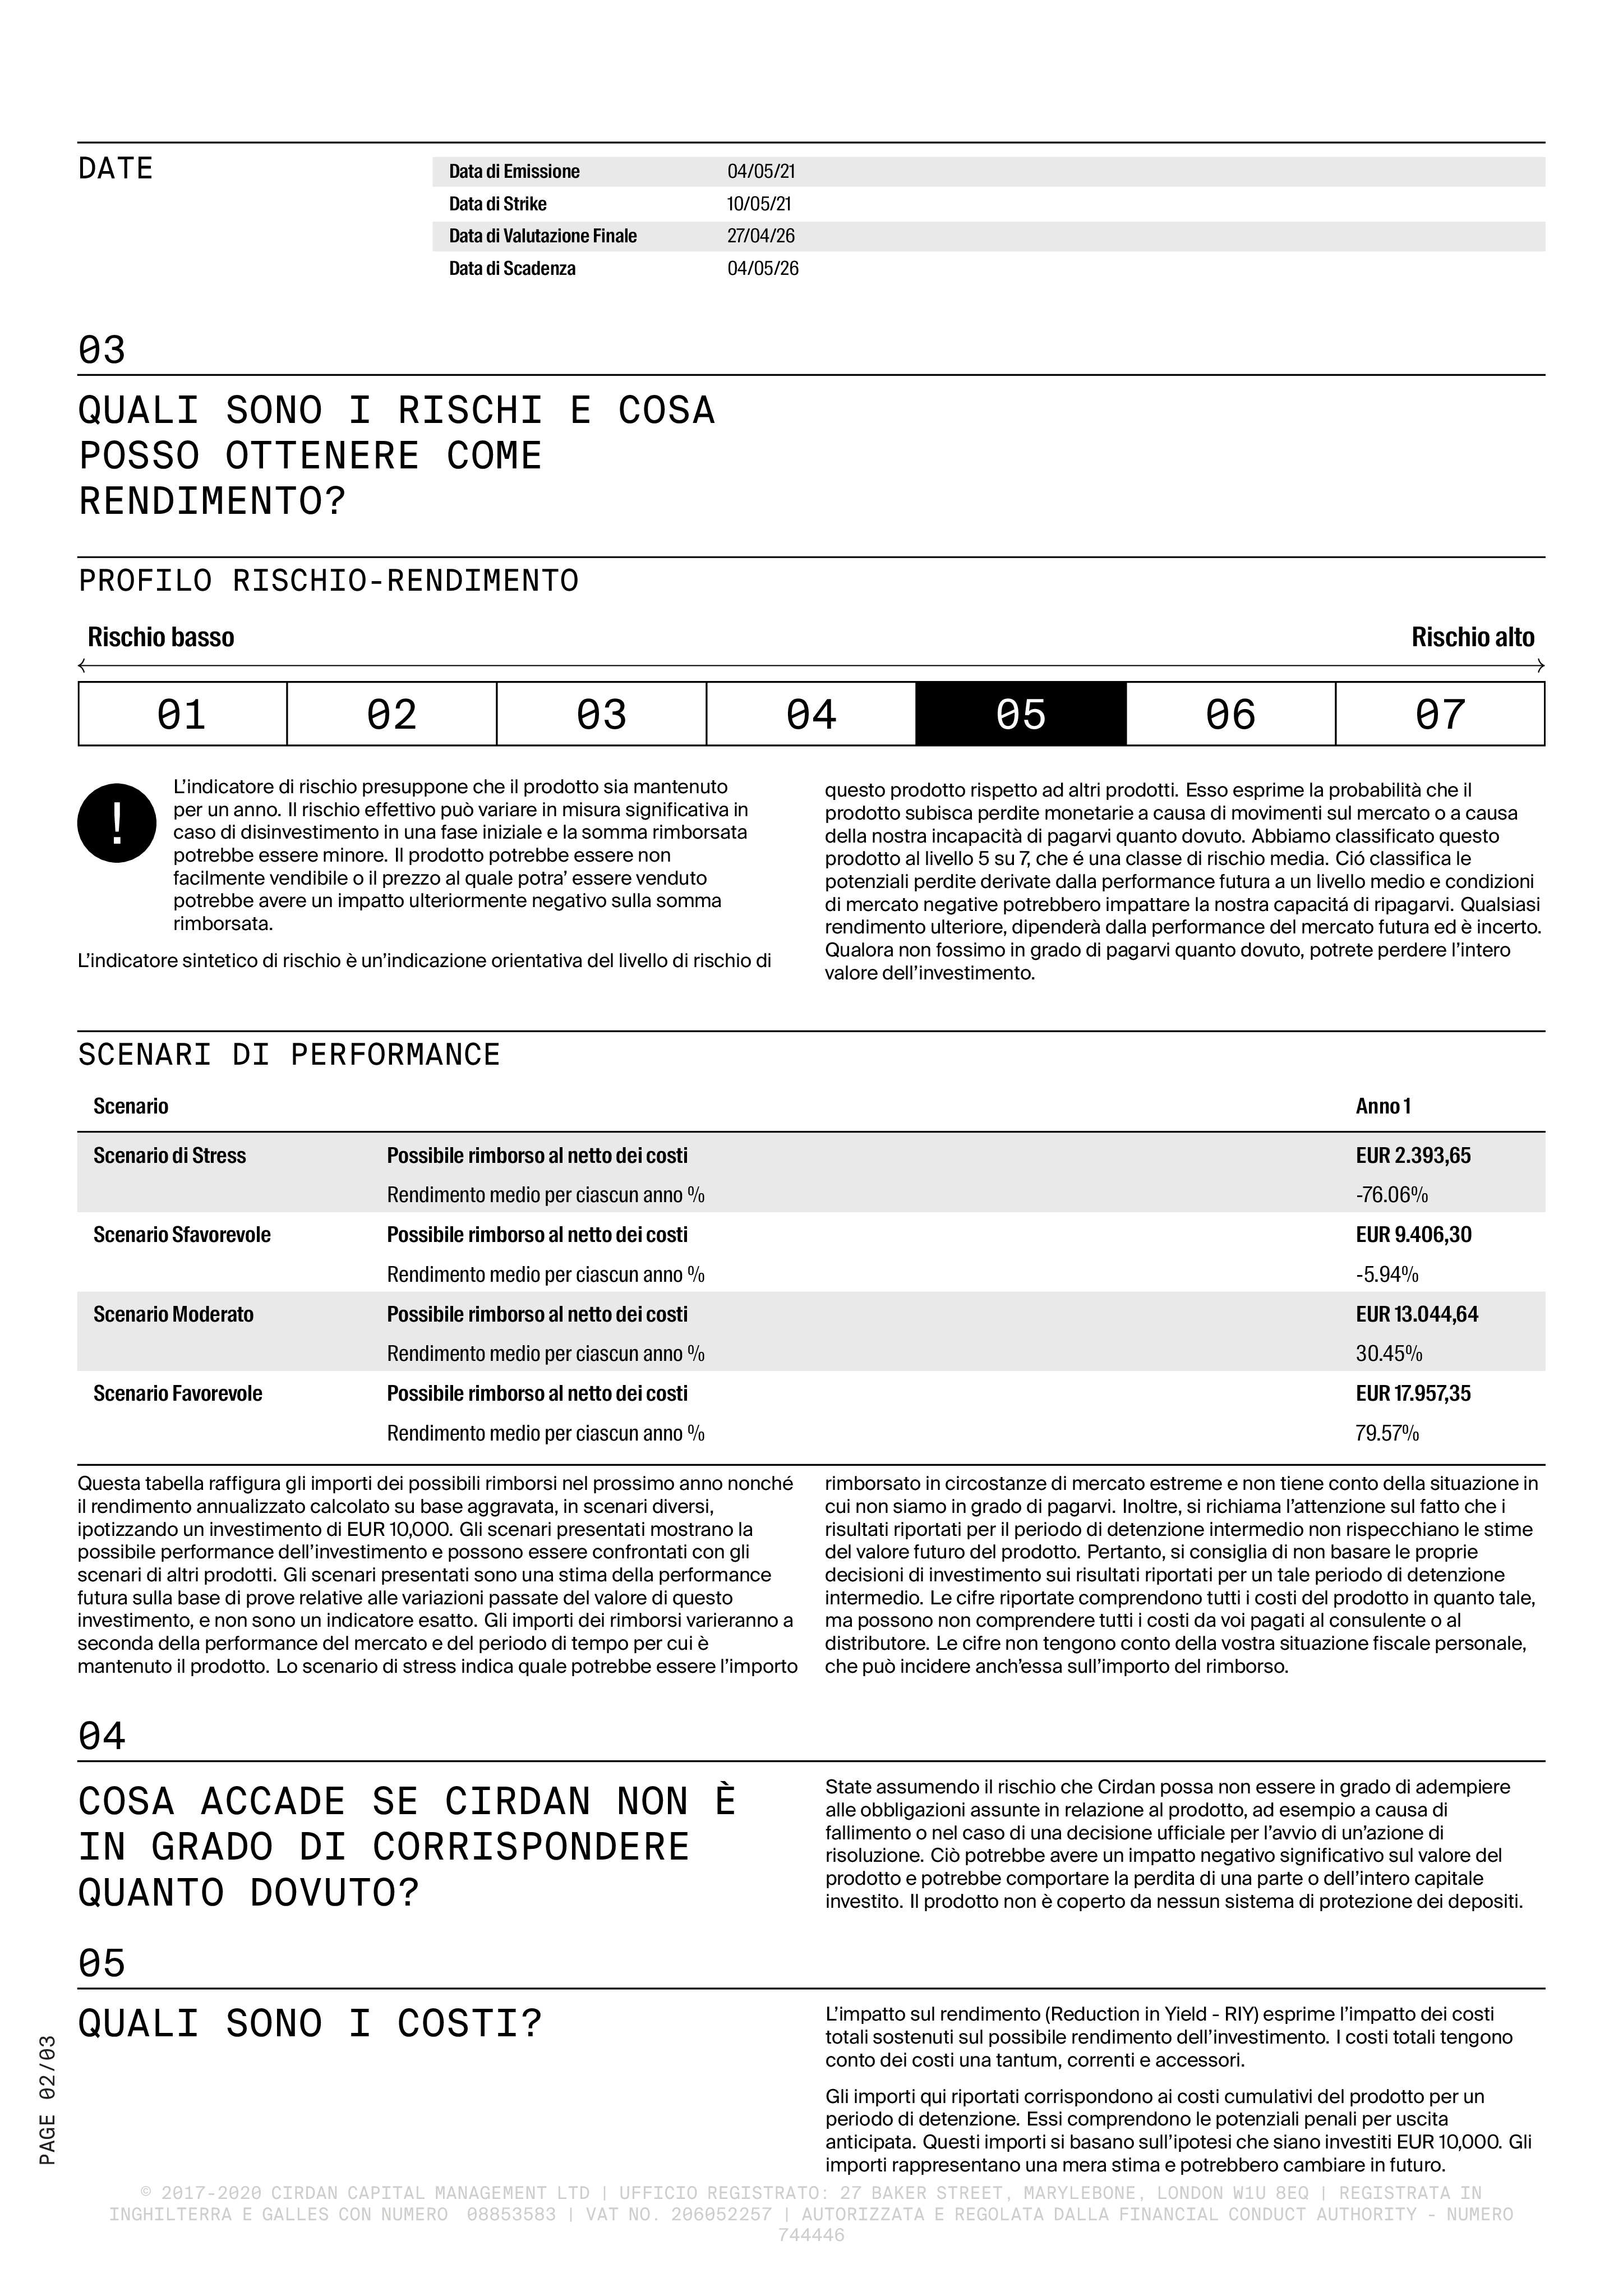 DATE
Data di Emissione 04/05/21
Data di Strike 10/05/21
Data di Valutazione Finale 27/04/26
Data di Scadenza 04/05/26
03
QUALI SONO I RISCHI E COSA
POSSO OTTENERE COME
RENDIMENTO?
PROFILO RISCHIO-RENDIMENTO
Rischio basso Rischio alto
01 02 03 04 05 06 07
!
L’indicatore di rischio presuppone che il prodotto sia mantenuto
per un anno. Il rischio effettivo può variare in misura significativa in
caso di disinvestimento in una fase iniziale e la somma rimborsata
potrebbe essere minore. Il prodotto potrebbe essere non
facilmente vendibile o il prezzo al quale potra’ essere venduto
potrebbe avere un impatto ulteriormente negativo sulla somma
rimborsata.
L’indicatore sintetico di rischio è un’indicazione orientativa del livello di rischio di
questo prodotto rispetto ad altri prodotti. Esso esprime la probabilità che il
prodotto subisca perdite monetarie a causa di movimenti sul mercato o a causa
della nostra incapacità di pagarvi quanto dovuto. Abbiamo classificato questo
prodotto al livello 5 su 7, che é una classe di rischio media. Ció classifica le
potenziali perdite derivate dalla performance futura a un livello medio e condizioni
di mercato negative potrebbero impattare la nostra capacitá di ripagarvi. Qualsiasi
rendimento ulteriore, dipenderà dalla performance del mercato futura ed è incerto.
Qualora non fossimo in grado di pagarvi quanto dovuto, potrete perdere l’intero
valore dell’investimento.
SCENARI DI PERFORMANCE
Scenario Anno 1
Scenario di Stress Possibile rimborso al netto dei costi EUR 2.393,65
Rendimento medio per ciascun anno % -76.06%
Scenario Sfavorevole Possibile rimborso al netto dei costi EUR 9.406,30
Rendimento medio per ciascun anno % -5.94%
Scenario Moderato Possibile rimborso al netto dei costi EUR 13.044,64
Rendimento medio per ciascun anno % 30.45%
Scenario Favorevole Possibile rimborso al netto dei costi EUR 17.957,35
Rendimento medio per ciascun anno % 79.57%
Questa tabella raffigura gli importi dei possibili rimborsi nel prossimo anno nonché
il rendimento annualizzato calcolato su base aggravata, in scenari diversi,
ipotizzando un investimento di EUR 10,000. Gli scenari presentati mostrano la
possibile performance dell’investimento e possono essere confrontati con gli
scenari di altri prodotti. Gli scenari presentati sono una stima della performance
futura sulla base di prove relative alle variazioni passate del valore di questo
investimento, e non sono un indicatore esatto. Gli importi dei rimborsi varieranno a
seconda della performance del mercato e del periodo di tempo per cui è
mantenuto il prodotto. Lo scenario di stress indica quale potrebbe essere l’importo
rimborsato in circostanze di mercato estreme e non tiene conto della situazione in
cui non siamo in grado di pagarvi. Inoltre, si richiama l’attenzione sul fatto che i
risultati riportati per il periodo di detenzione intermedio non rispecchiano le stime
del valore futuro del prodotto. Pertanto, si consiglia di non basare le proprie
decisioni di investimento sui risultati riportati per un tale periodo di detenzione
intermedio. Le cifre riportate comprendono tutti i costi del prodotto in quanto tale,
ma possono non comprendere tutti i costi da voi pagati al consulente o al
distributore. Le cifre non tengono conto della vostra situazione fiscale personale,
che può incidere anch’essa sull’importo del rimborso.
04
COSA ACCADE SE CIRDAN NON È
IN GRADO DI CORRISPONDERE
QUANTO DOVUTO?
State assumendo il rischio che Cirdan possa non essere in grado di adempiere
alle obbligazioni assunte in relazione al prodotto, ad esempio a causa di
fallimento o nel caso di una decisione ufficiale per l’avvio di un’azione di
risoluzione. Ciò potrebbe avere un impatto negativo significativo sul valore del
prodotto e potrebbe comportare la perdita di una parte o dell’intero capitale
investito. Il prodotto non è coperto da nessun sistema di protezione dei depositi.
05
QUALI SONO I COSTI?
L’impatto sul rendimento (Reduction in Yield - RIY) esprime l’impatto dei costi
totali sostenuti sul possibile rendimento dell’investimento. I costi totali tengono
conto dei costi una tantum, correnti e accessori.
Gli importi qui riportati corrispondono ai costi cumulativi del prodotto per un
periodo di detenzione. Essi comprendono le potenziali penali per uscita
anticipata. Questi importi si basano sull’ipotesi che siano investiti EUR 10,000. Gli
importi rappresentano una mera stima e potrebbero cambiare in futuro.
PAGE 02/03
© 2017-2020 CIRDAN CAPITAL MANAGEMENT LTD | UFFICIO REGISTRATO: 27 BAKER STREET, MARYLEBONE, LONDON W1U 8EQ | REGISTRATA IN
INGHILTERRA E GALLES CON NUMERO 08853583 | VAT NO. 206052257 | AUTORIZZATA E REGOLATA DALLA FINANCIAL CONDUCT AUTHORITY - NUMERO
744446